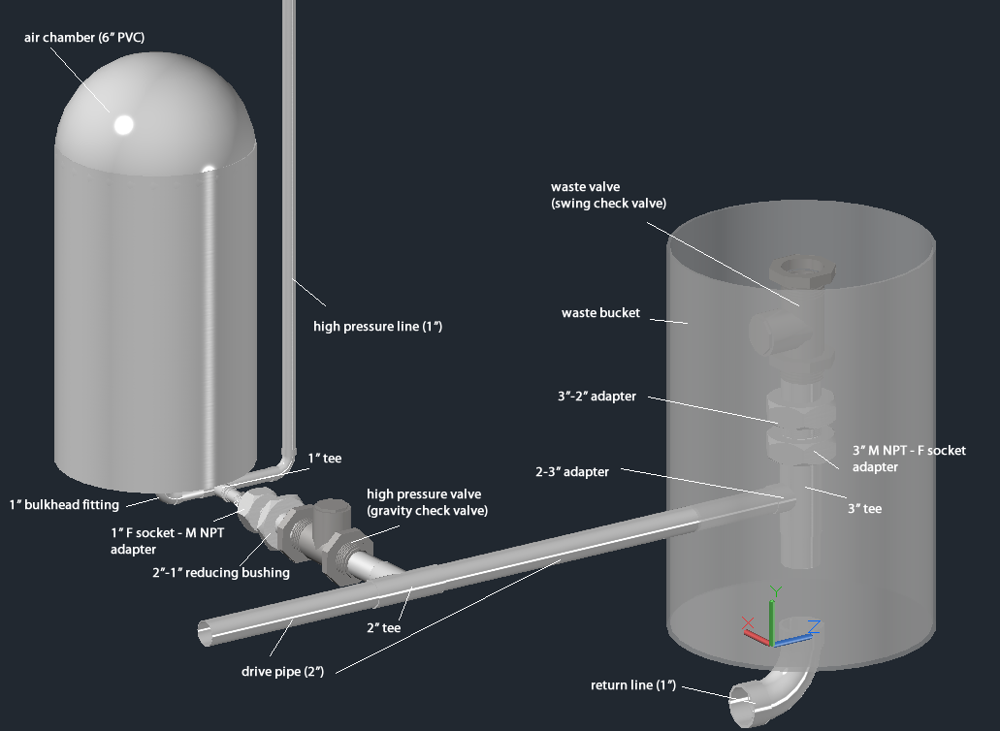 air chamber (6” PVC)
waste valve
(swing check valve)
waste bucket
high pressure line (1”)
3”-2” adapter
3” M NPT - F socket
adapter
1” tee
2-3” adapter
high pressure valve
(gravity check valve)
1” bulkhead fitting
3” tee
1” F socket - M NPT
adapter
2”-1” reducing bushing
Y
X
Z
2” tee
drive pipe (2”)
return line (1”)